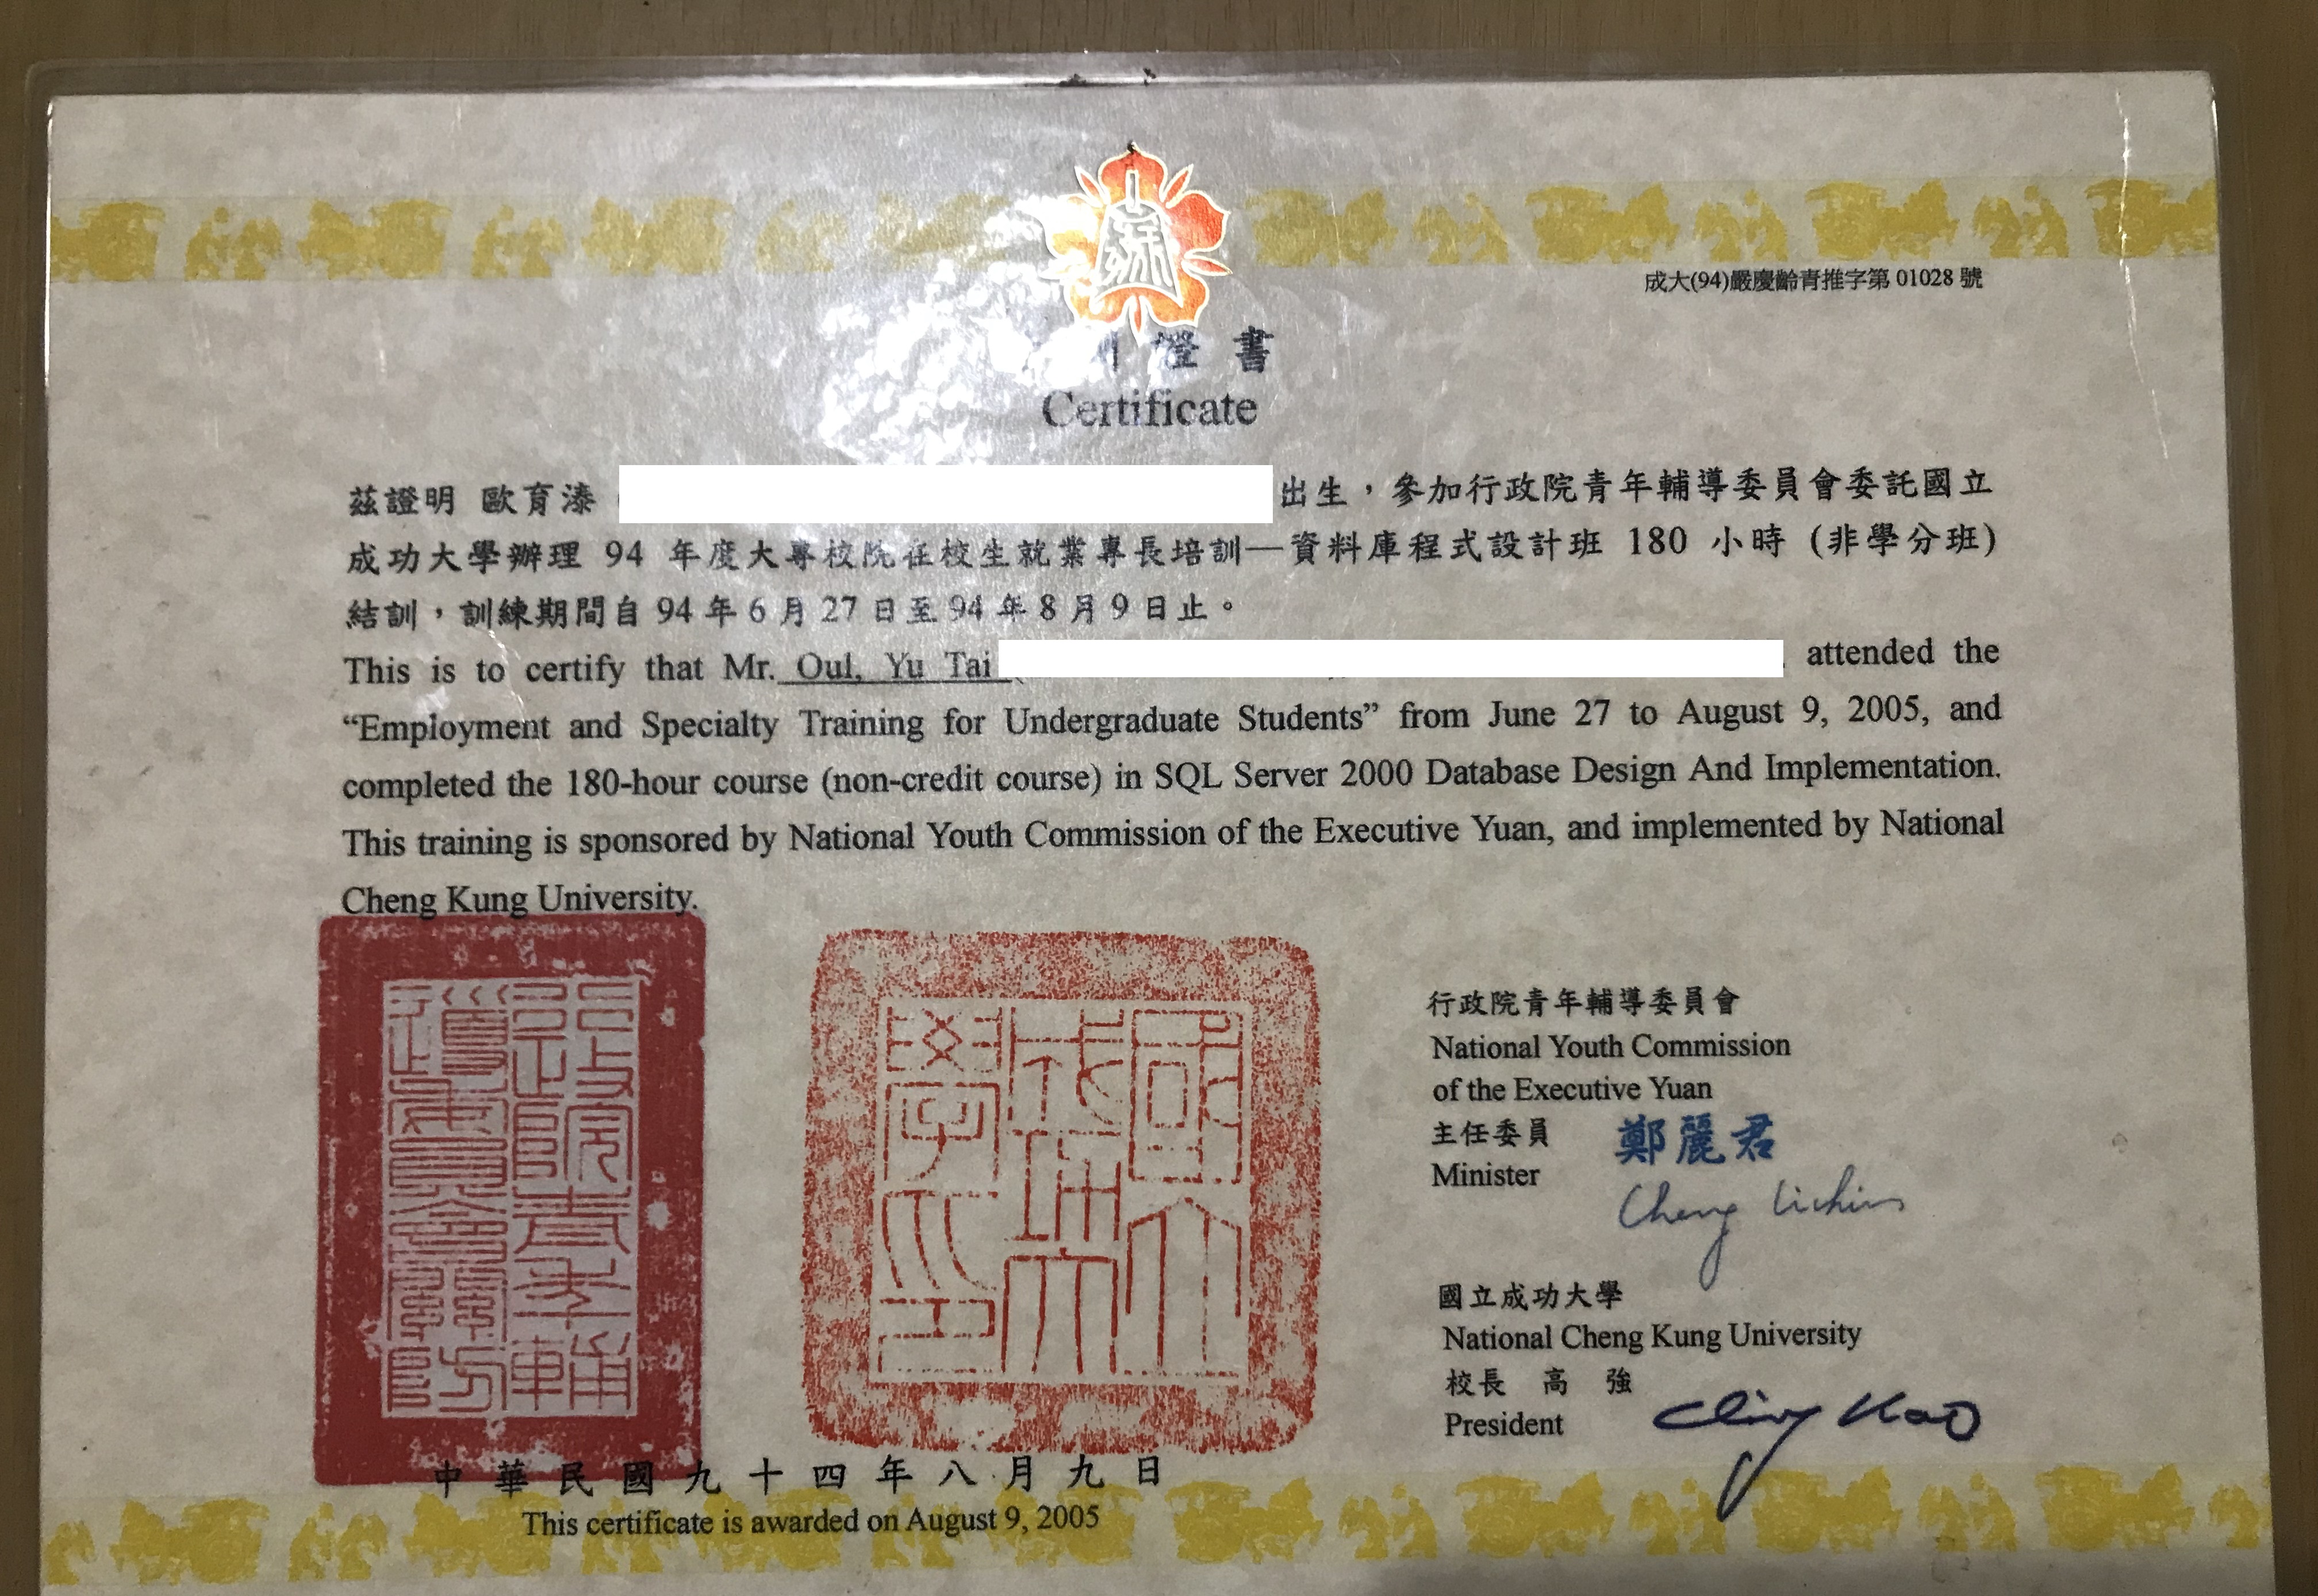 成大(94)嚴慶齡青推字第 01028 號
證 書
Certificate
茲證明 歐育溙
出生，參加行政院青年輔導委員會委託國立
成功大學辦理 94 年度大專校院在校生就業專長培訓—資料庫程式設計班 180 小時 (非學分班)
結訓，訓練期間自 94 年 6 月 27 日至 94 年 8 月 9 日止。
This is to certify that Mr. Oul, Yu Tai
attended the
“Employment and Specialty Training for Undergraduate Students” from June 27 to August 9, 2005, and
completed the 180-hour course (non-credit course) in SQL Server 2000 Database Design And Implementation.
This training is sponsored by National Youth Commission of the Executive Yuan, and implemented by National
Cheng Kung University.
行政院青年輔導委員會
National Youth Commission
of the Executive Yuan
主任委員 鄭麗君
Minister Cheng Lichiun
國立成功大學
National Cheng Kung University
校長 高 強
President Chiang Kao
中華民國九十四年八月九日
This certificate is awarded on August 9, 2005